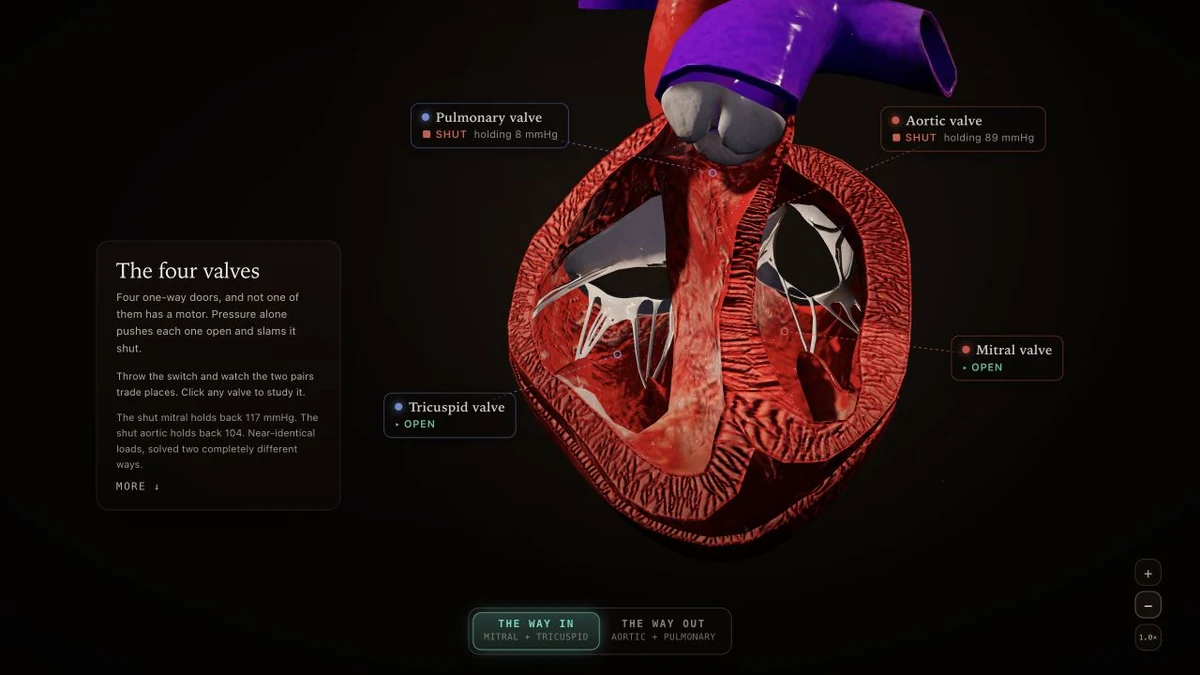 Pulmonary valve
SHUT holding 8 mmHg
Aortic valve
SHUT holding 89 mmHg
The four valves
Four one-way doors, and not one of
them has a motor. Pressure alone
pushes each one open and slams it
shut.
Throw the switch and watch the two pairs
trade places. Click any valve to study it.
The shut mitral holds back 117 mmHg. The
shut aortic holds back 104. Near-identical
loads, solved two completely different
ways.
MORE ↓
Mitral valve
OPEN
Tricuspid valve
OPEN
THE WAY IN
MITRAL + TRICUSPID
THE WAY OUT
AORTIC + PULMONARY
+
−
1.0×